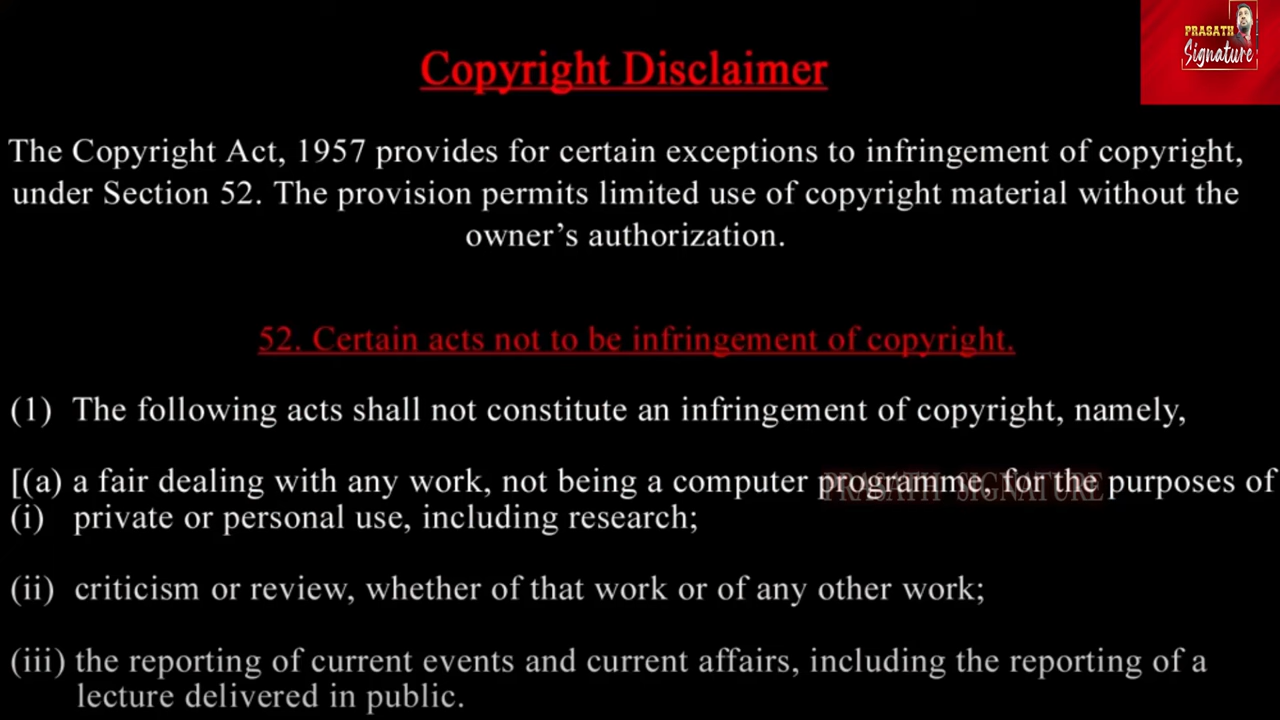 PRASATH
Signature
Copyright Disclaimer
The Copyright Act, 1957 provides for certain exceptions to infringement of copyright,
under Section 52. The provision permits limited use of copyright material without the
owner’s authorization.
52. Certain acts not to be infringement of copyright.
(1) The following acts shall not constitute an infringement of copyright, namely,
[(a) a fair dealing with any work, not being a computer programme, for the purposes of
PRASATH SIGNATURE
(i) private or personal use, including research;
(ii) criticism or review, whether of that work or of any other work;
(iii) the reporting of current events and current affairs, including the reporting of a
lecture delivered in public.